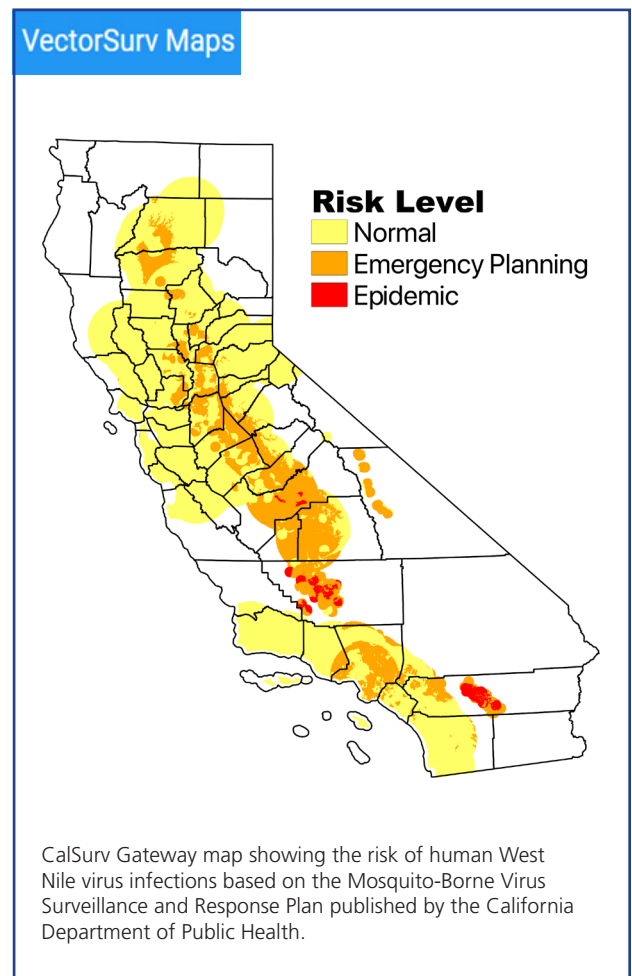 VectorSurv Maps
Risk Level
Normal
Emergency Planning
Epidemic
CalSurv Gateway map showing the risk of human West
Nile virus infections based on the Mosquito-Borne Virus
Surveillance and Response Plan published by the California
Department of Public Health.